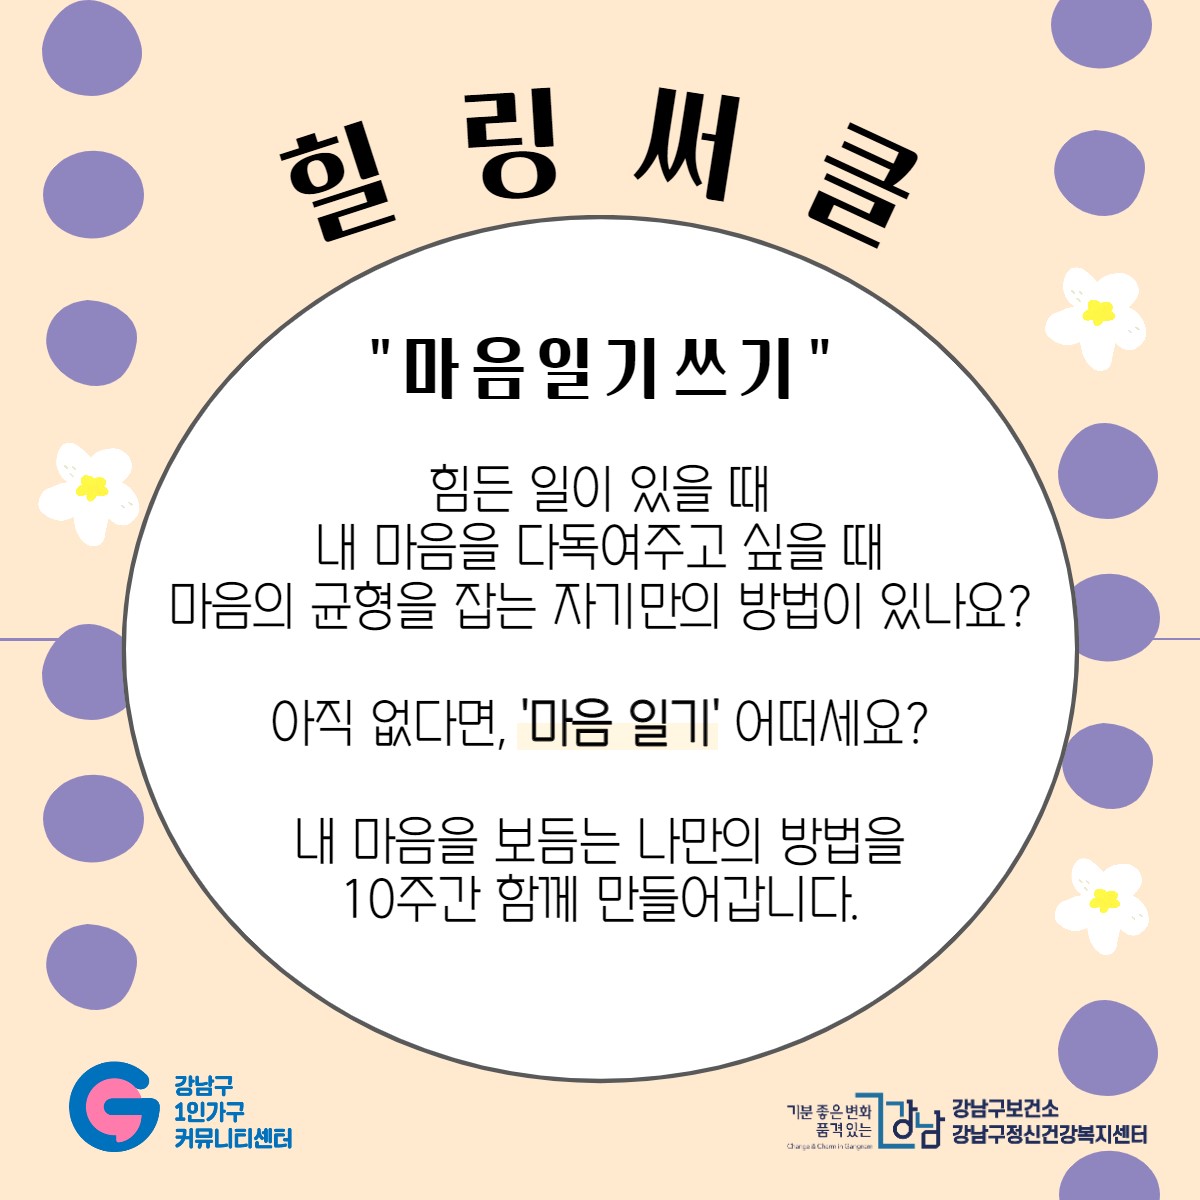 힐링써클
"마음일기쓰기"
힘든 일이 있을 때
내 마음을 다독여주고 싶을 때
마음의 균형을 잡는 자기만의 방법이 있나요?
아직 없다면, '마음 일기' 어떠세요?
내 마음을 보듬는 나만의 방법을
10주간 함께 만들어갑니다.
강남구
1인가구
커뮤니티센터
기분 좋은 변화
품격 있는
Change & Charm in Gangnam
강남
강남구보건소
강남구정신건강복지센터